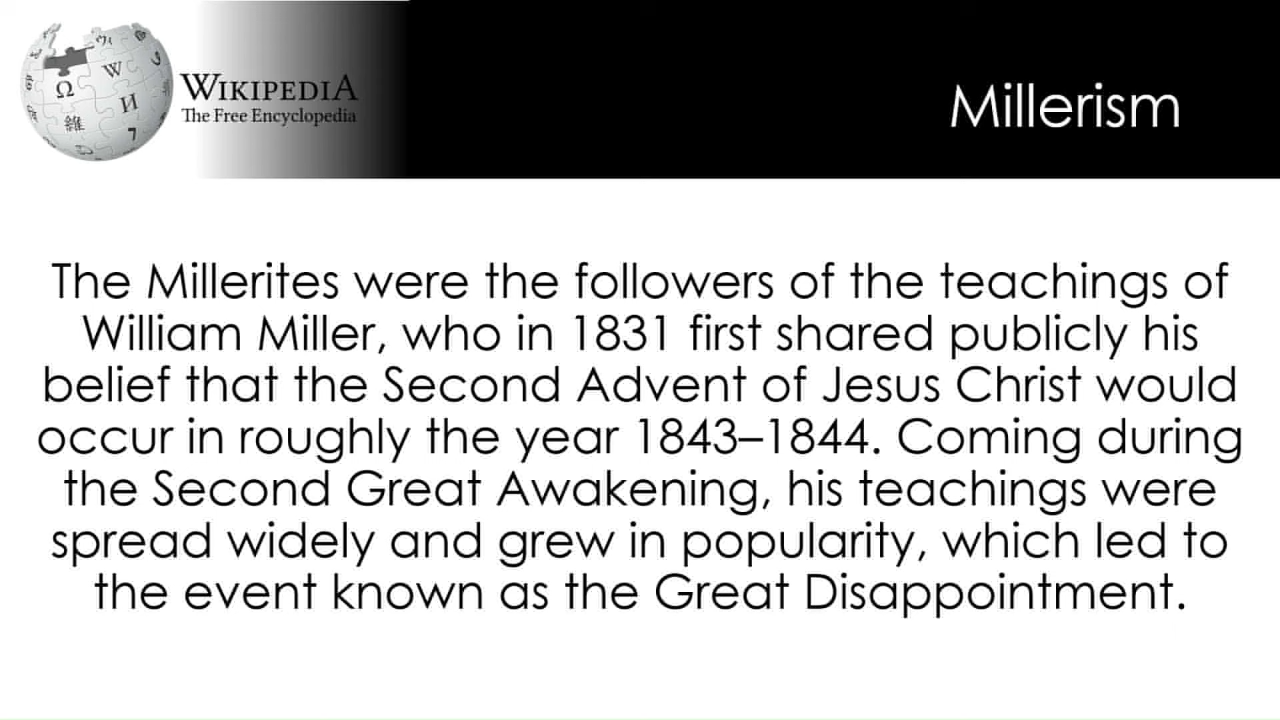 WIKIPEDIA
The Free Encyclopedia
Millerism
The Millerites were the followers of the teachings of
William Miller, who in 1831 first shared publicly his
belief that the Second Advent of Jesus Christ would
occur in roughly the year 1843–1844. Coming during
the Second Great Awakening, his teachings were
spread widely and grew in popularity, which led to
the event known as the Great Disappointment.